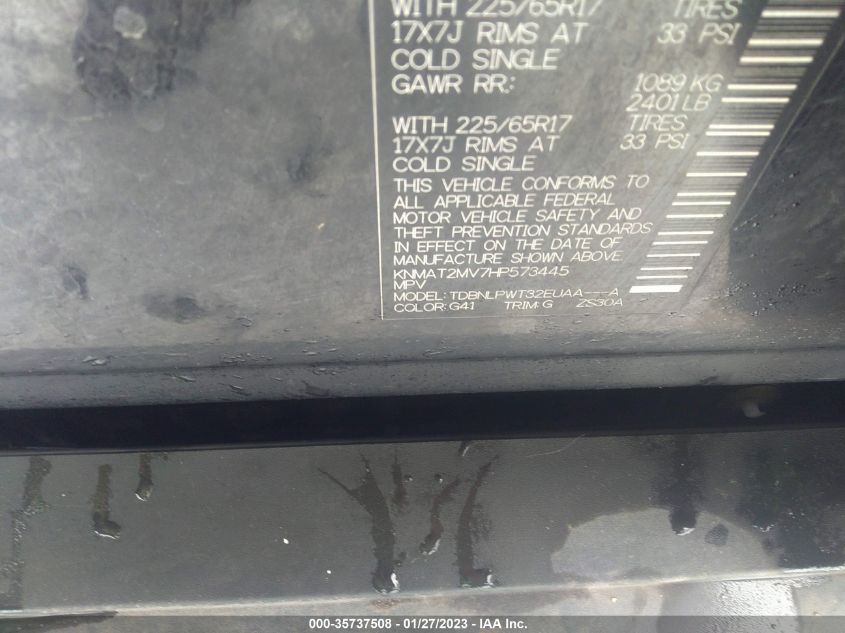 WITH 225/65R17 TIRES
17X7J RIMS AT 33 PSI
COLD SINGLE
GAWR RR: 1089 KG
2401 LB
WITH 225/65R17 TIRES
17X7J RIMS AT 33 PSI
COLD SINGLE
THIS VEHICLE CONFORMS TO
ALL APPLICABLE FEDERAL
MOTOR VEHICLE SAFETY AND
THEFT PREVENTION STANDARDS
IN EFFECT ON THE DATE OF
MANUFACTURE SHOWN ABOVE.
KNMAT2MV7HP573445
MPV
MODEL: TDBNLPWT32EUAA---A
COLOR: G41 TRIM: G ZS30A
000-35737508 - 01/27/2023 - IAA Inc.